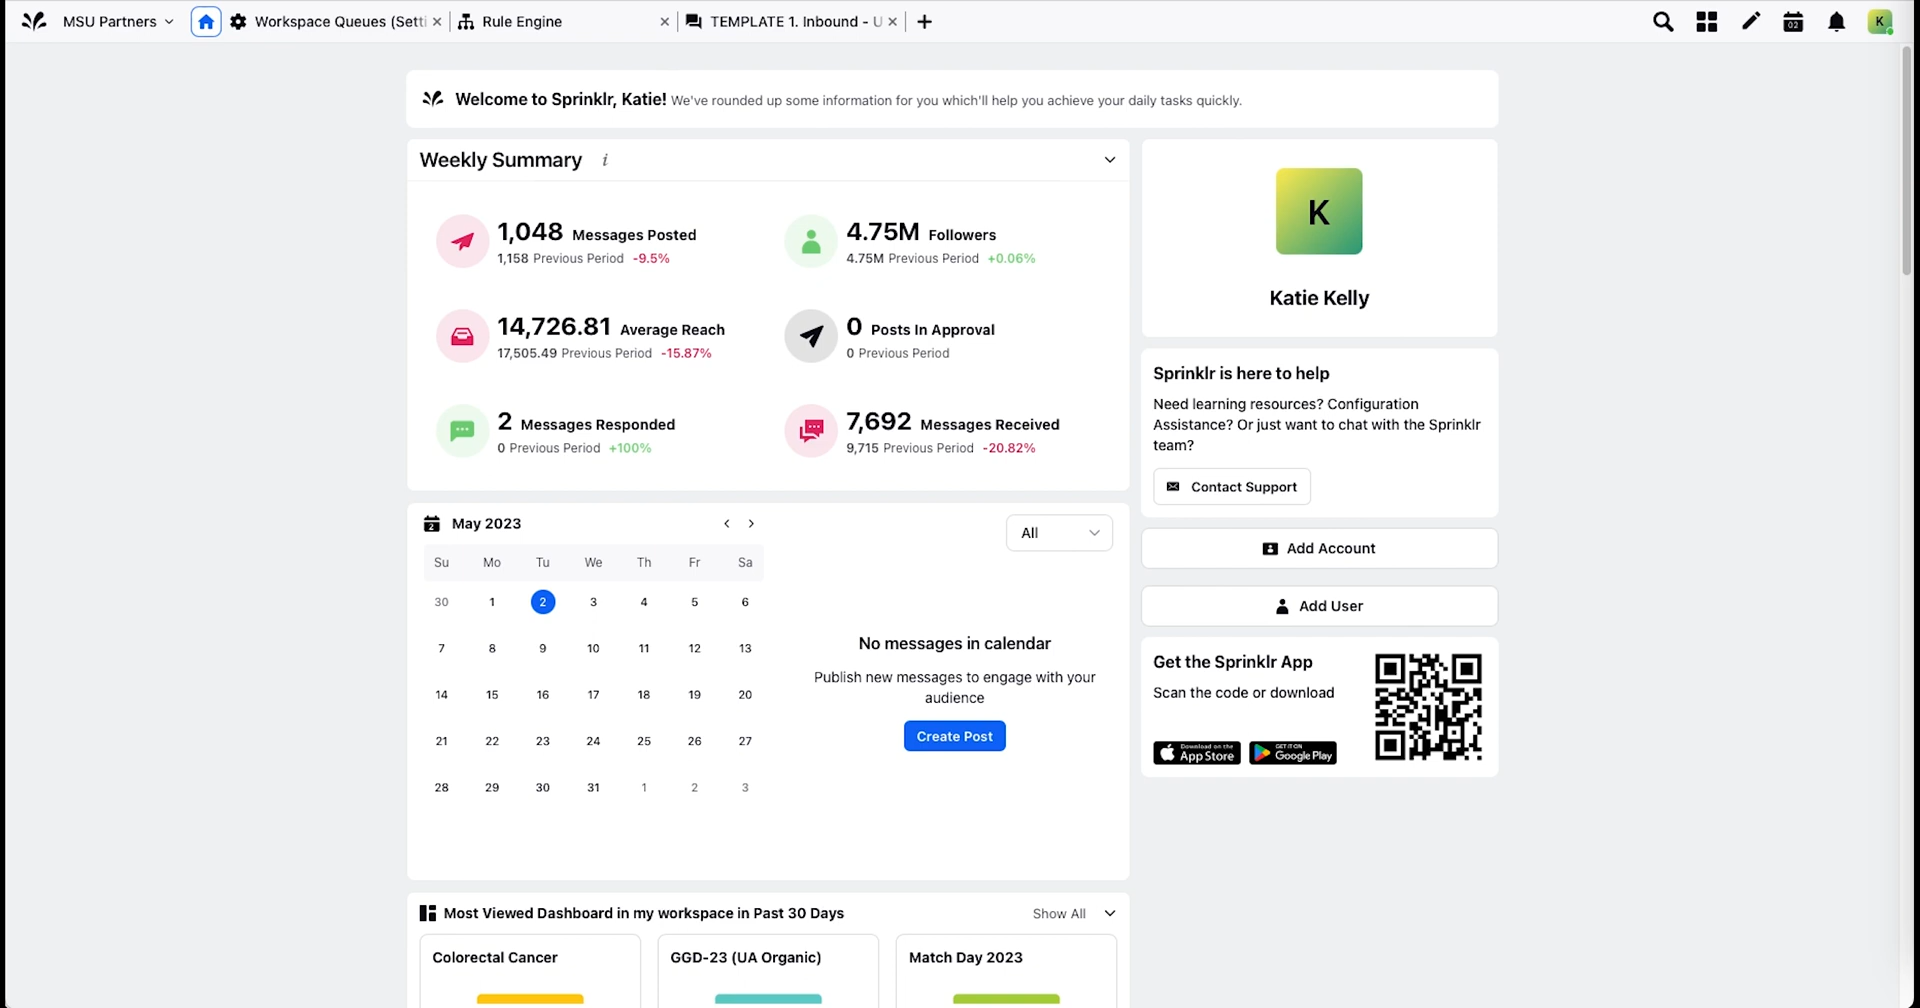 MSU Partners
Workspace Queues (Setti
Rule Engine
TEMPLATE 1. Inbound - U
02
K
Welcome to Sprinklr, Katie! We've rounded up some information for you which'll help you achieve your daily tasks quickly.
Weekly Summary i
1,048 Messages Posted
1,158 Previous Period -9.5%
4.75M Followers
4.75M Previous Period +0.06%
14,726.81 Average Reach
17,505.49 Previous Period -15.87%
0 Posts In Approval
0 Previous Period
2 Messages Responded
0 Previous Period +100%
7,692 Messages Received
9,715 Previous Period -20.82%
K
Katie Kelly
Sprinklr is here to help
Need learning resources? Configuration
Assistance? Or just want to chat with the Sprinklr
team?
Contact Support
Add Account
Add User
Get the Sprinklr App
Scan the code or download
Download on the
App Store
GET IT ON
Google Play
2 May 2023
All
Su Mo Tu We Th Fr Sa
30 1 2 3 4 5 6
7 8 9 10 11 12 13
14 15 16 17 18 19 20
21 22 23 24 25 26 27
28 29 30 31 1 2 3
No messages in calendar
Publish new messages to engage with your
audience
Create Post
Most Viewed Dashboard in my workspace in Past 30 Days
Show All
Colorectal Cancer
GGD-23 (UA Organic)
Match Day 2023